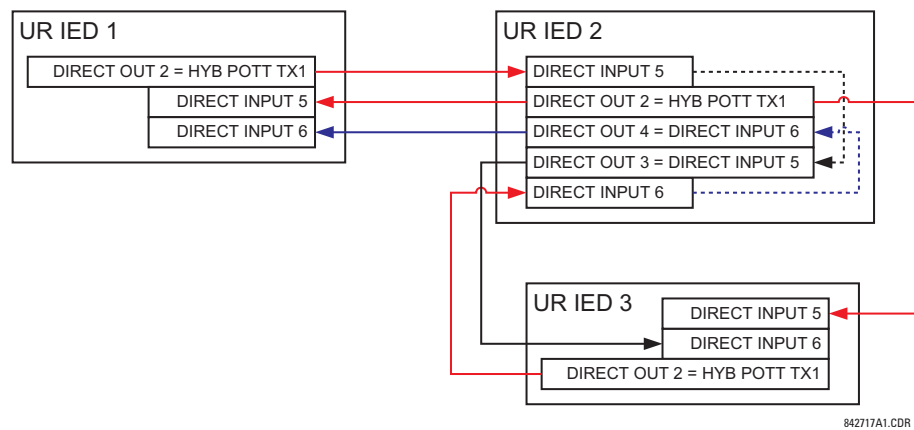 UR IED 1
DIRECT OUT 2 = HYB POTT TX1
DIRECT INPUT 5
DIRECT INPUT 6
UR IED 2
DIRECT INPUT 5
DIRECT OUT 2 = HYB POTT TX1
DIRECT OUT 4 = DIRECT INPUT 6
DIRECT OUT 3 = DIRECT INPUT 5
DIRECT INPUT 6
UR IED 3
DIRECT INPUT 5
DIRECT INPUT 6
DIRECT OUT 2 = HYB POTT TX1
842717A1.CDR